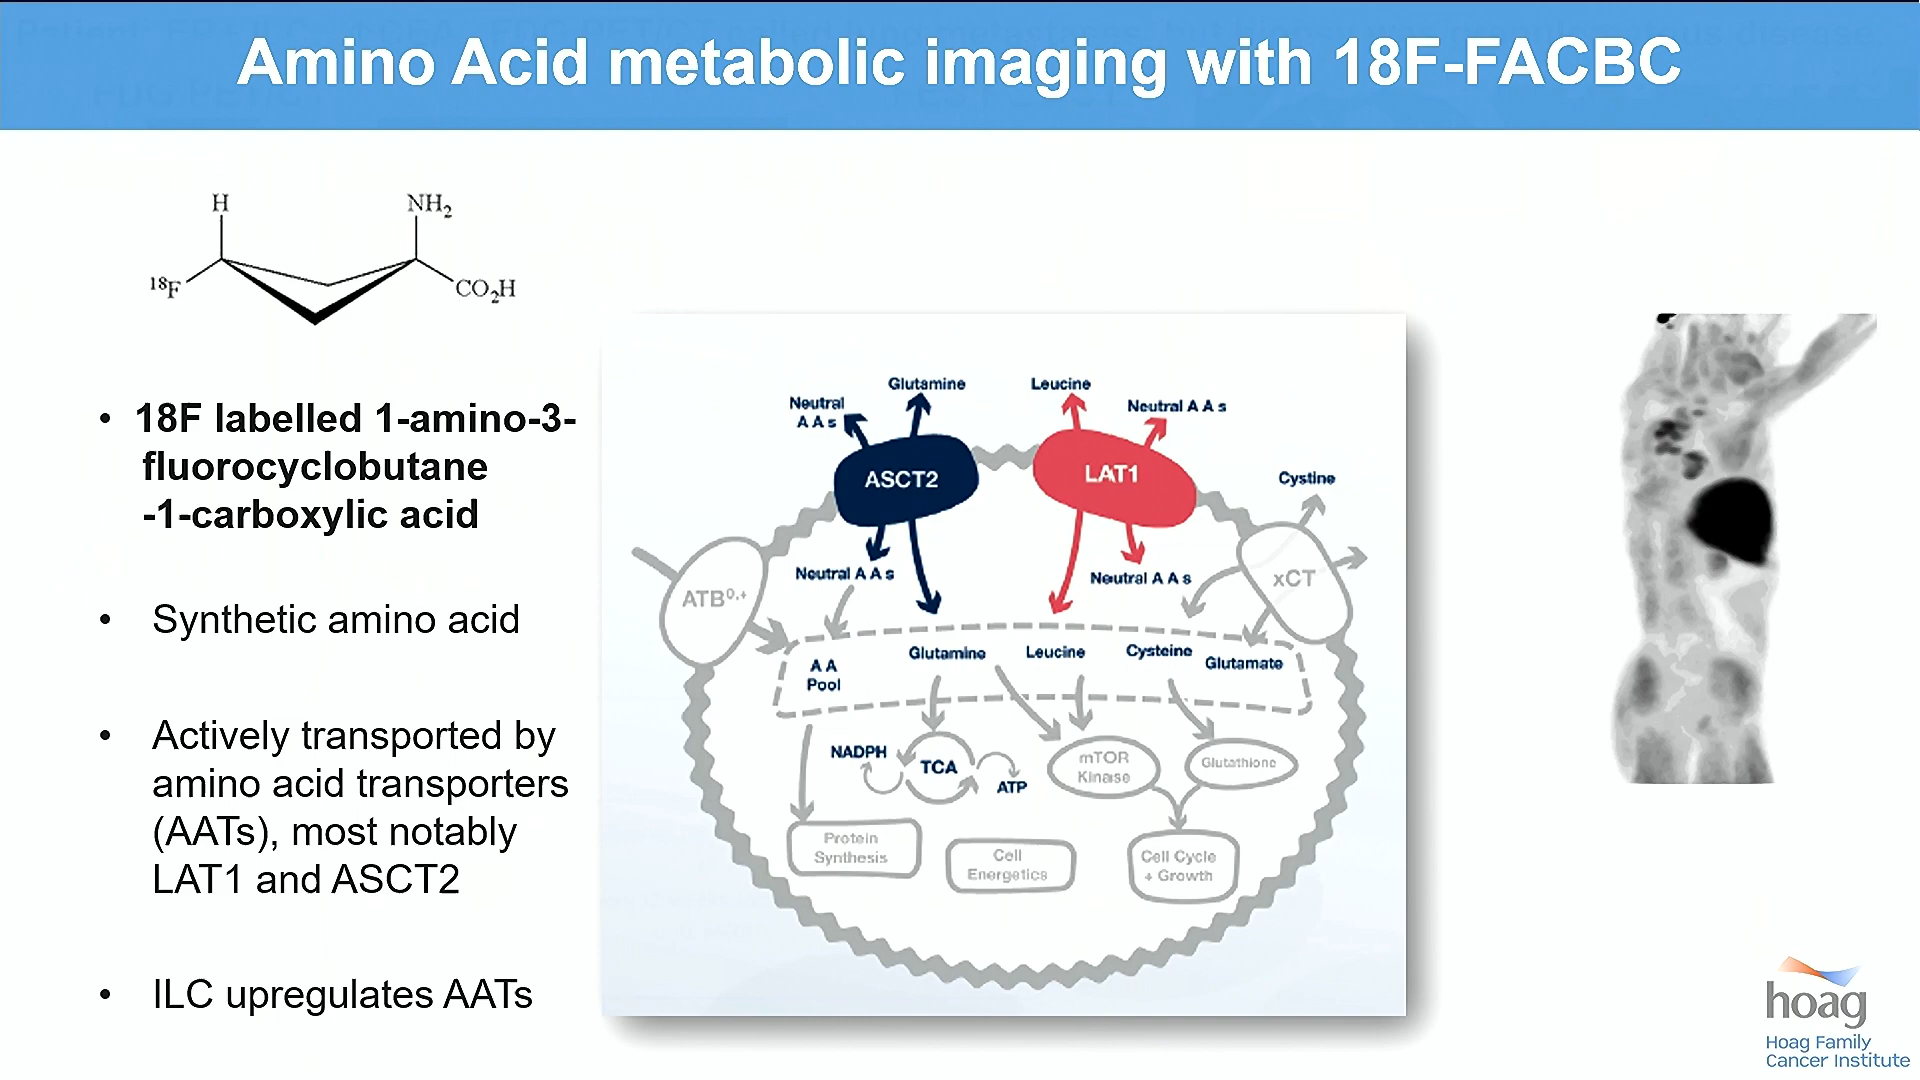 Amino Acid metabolic imaging with 18F-FACBC
H
NH2
18F
CO2H
• 18F labelled 1-amino-3-
fluorocyclobutane
-1-carboxylic acid
• Synthetic amino acid
• Actively transported by
amino acid transporters
(AATs), most notably
LAT1 and ASCT2
• ILC upregulates AATs
Glutamine
Leucine
Neutral
A A s
Neutral A A s
ASCT2
LAT1
Cystine
Neutral A A s
Neutral A A s
ATB0,+
xCT
A A
Pool
Glutamine
Leucine
Cysteine
Glutamate
NADPH
TCA
ATP
mTOR
Kinase
Glutathione
Protein
Synthesis
Cell
Energetics
Cell Cycle
+ Growth
hoag
Hoag Family
Cancer Institute